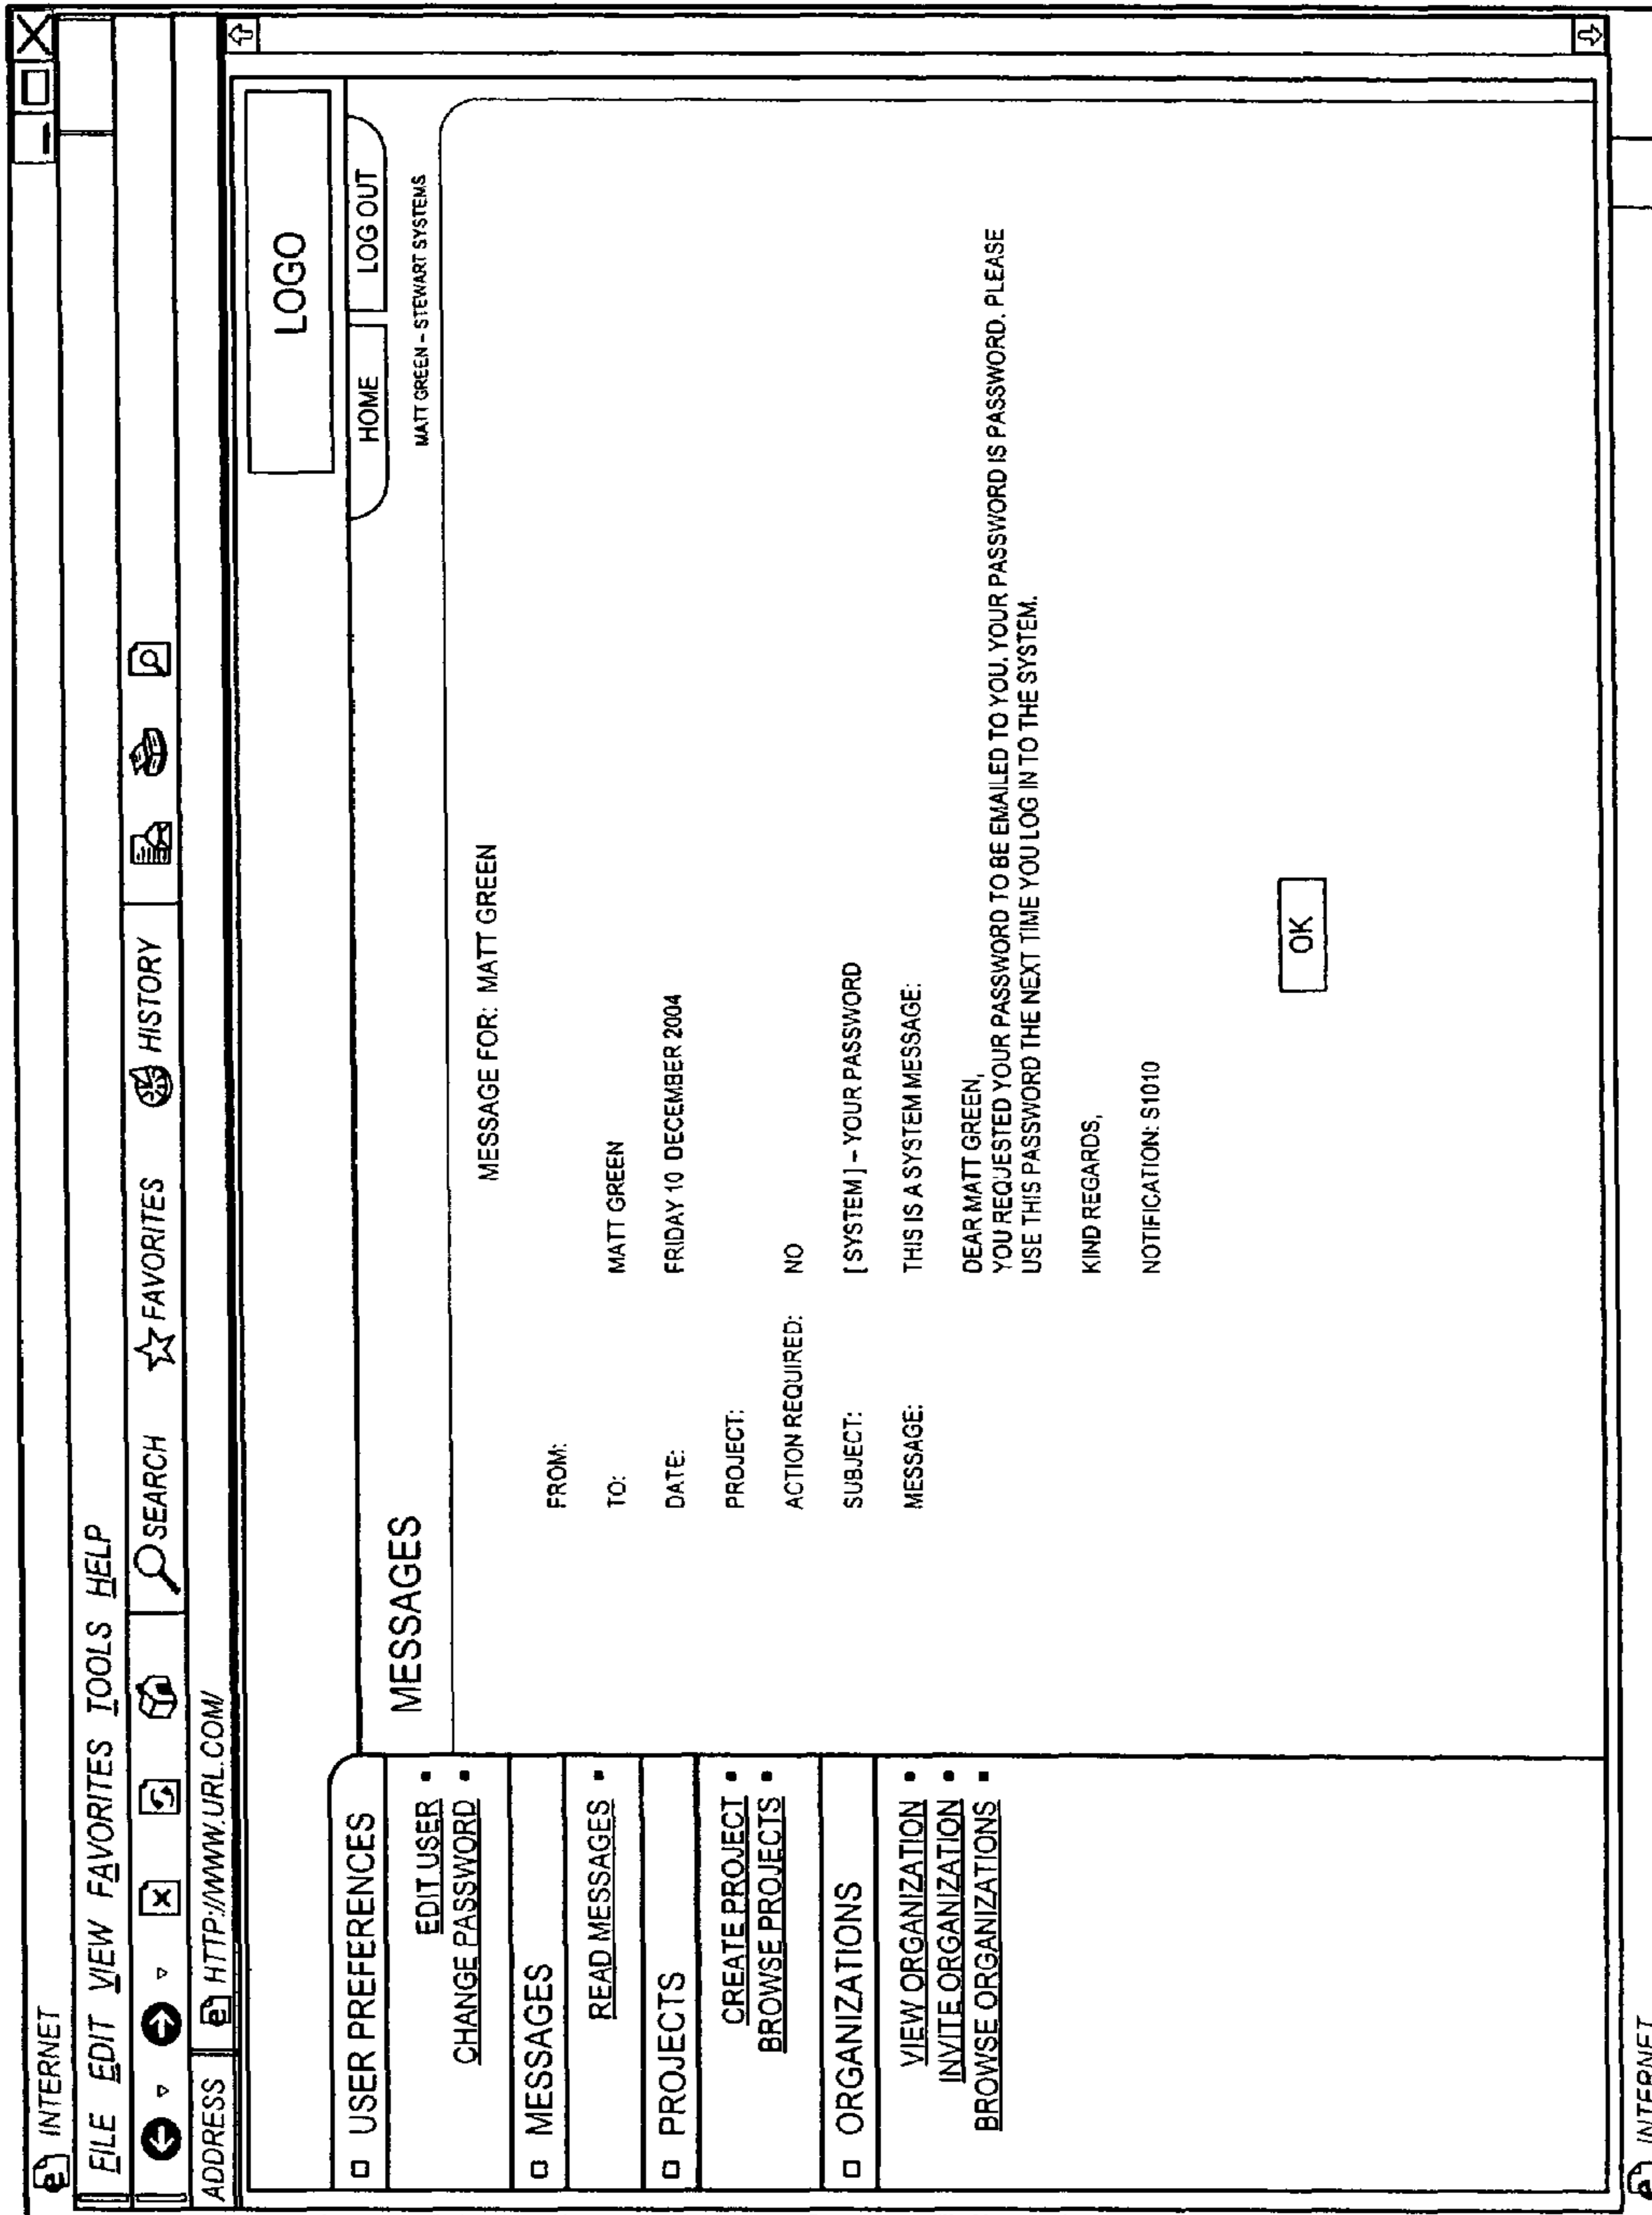 INTERNET
FILE EDIT VIEW FAVORITES TOOLS HELP
SEARCH FAVORITES HISTORY
ADDRESS HTTP://WWW.URL.COM/
LOGO
HOME LOG OUT
MATT GREEN – STEWART SYSTEMS
USER PREFERENCES
EDIT USER
CHANGE PASSWORD
MESSAGES
READ MESSAGES
PROJECTS
CREATE PROJECT
BROWSE PROJECTS
ORGANIZATIONS
VIEW ORGANIZATION
INVITE ORGANIZATION
BROWSE ORGANIZATIONS
MESSAGES
MESSAGE FOR: MATT GREEN
FROM:
TO: MATT GREEN
DATE: FRIDAY 10 DECEMBER 2004
PROJECT:
ACTION REQUIRED: NO
SUBJECT: [SYSTEM] – YOUR PASSWORD
MESSAGE: THIS IS A SYSTEM MESSAGE:
DEAR MATT GREEN,
YOU REQUESTED YOUR PASSWORD TO BE EMAILED TO YOU. YOUR PASSWORD IS PASSWORD. PLEASE
USE THIS PASSWORD THE NEXT TIME YOU LOG IN TO THE SYSTEM.
KIND REGARDS,
NOTIFICATION: S1010
OK
INTERNET